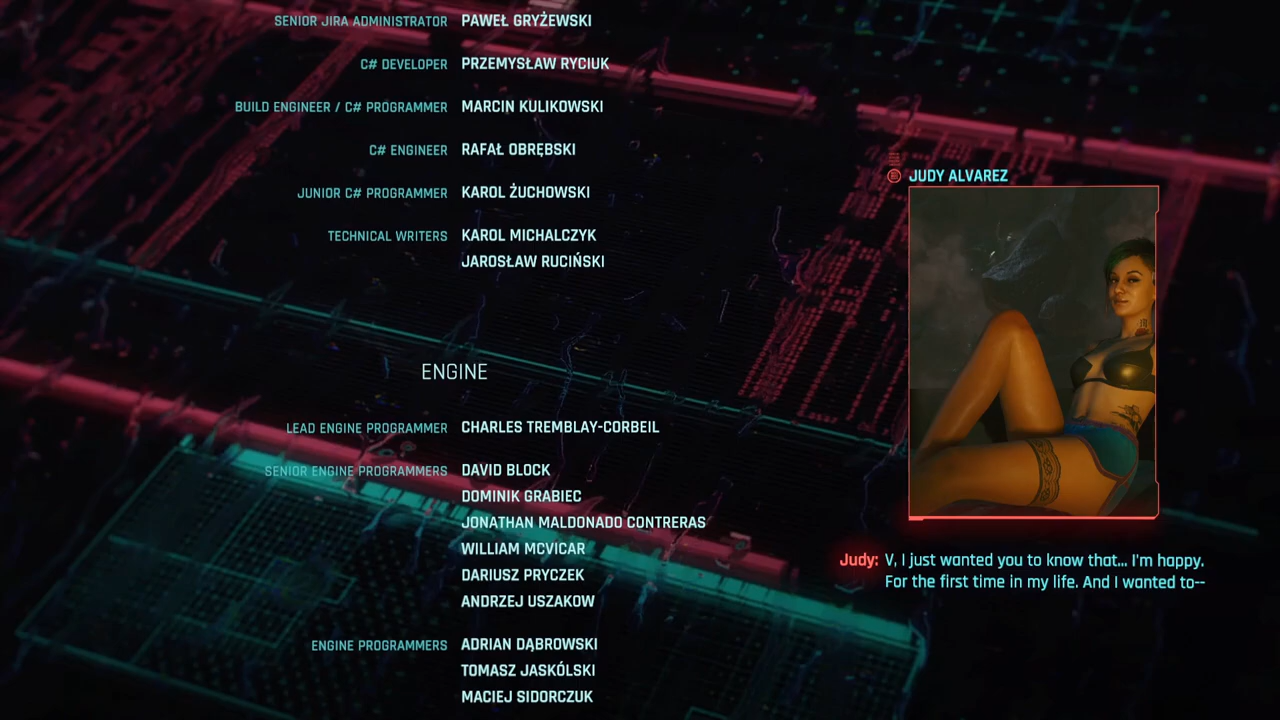 SENIOR JIRA ADMINISTRATOR PAWEŁ GRYŻEWSKI
C# DEVELOPER PRZEMYSŁAW RYCIUK
BUILD ENGINEER / C# PROGRAMMER MARCIN KULIKOWSKI
C# ENGINEER RAFAŁ OBRĘBSKI
JUNIOR C# PROGRAMMER KAROL ŻUCHOWSKI
TECHNICAL WRITERS KAROL MICHALCZYK
JAROSŁAW RUCIŃSKI
ENGINE
LEAD ENGINE PROGRAMMER CHARLES TREMBLAY-CORBEIL
SENIOR ENGINE PROGRAMMERS DAVID BLOCK
DOMINIK GRABIEC
JONATHAN MALDONADO CONTRERAS
WILLIAM MCVICAR
DARIUSZ PRYCZEK
ANDRZEJ USZAKOW
ENGINE PROGRAMMERS ADRIAN DĄBROWSKI
TOMASZ JASKÓLSKI
MACIEJ SIDORCZUK
JUDY ALVAREZ
Judy: V, I just wanted you to know that... I'm happy.
For the first time in my life. And I wanted to--